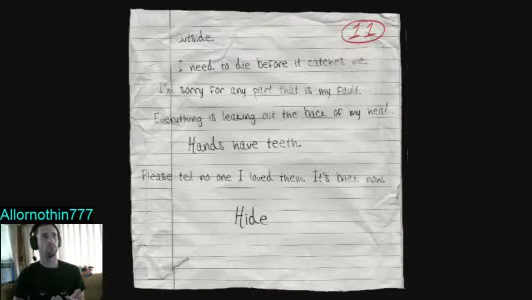 11
Outside.
I need to die before it catches me.
I'm sorry for any part that is my fault.
Everything is leaking out the back of my head.
Hands have teeth.
Please tell no one I loved them. It's back now.
Hide
Allornothin777